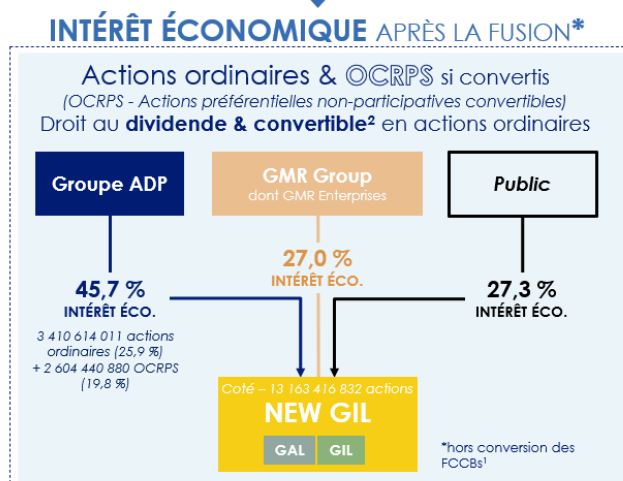 INTÉRÊT ÉCONOMIQUE APRÈS LA FUSION*
Actions ordinaires & OCRPS si convertis
(OCRPS - Actions préférentielles non-participatives convertibles)
Droit au dividende & convertible² en actions ordinaires
Groupe ADP
GMR Group
dont GMR Enterprises
Public
45,7 %
INTÉRÊT ÉCO.
3 410 614 011 actions
ordinaires (25,9 %)
+ 2 604 440 880 OCRPS
(19,8 %)
27,0 %
INTÉRÊT ÉCO.
27,3 %
INTÉRÊT ÉCO.
Coté – 13 163 416 832 actions
NEW GIL
GAL
GIL
*hors conversion des
FCCBs¹